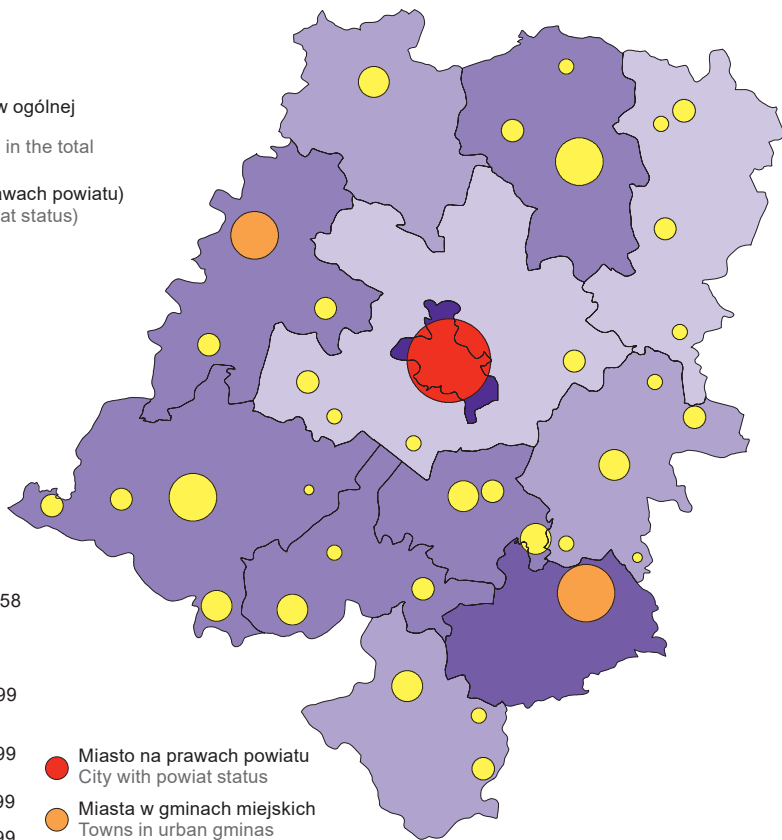 w ogólnej
in the total
awach powiatu)
at status)
58
99
99
99
99
Miasto na prawach powiatu
City with powiat status
Miasta w gminach miejskich
Towns in urban gminas